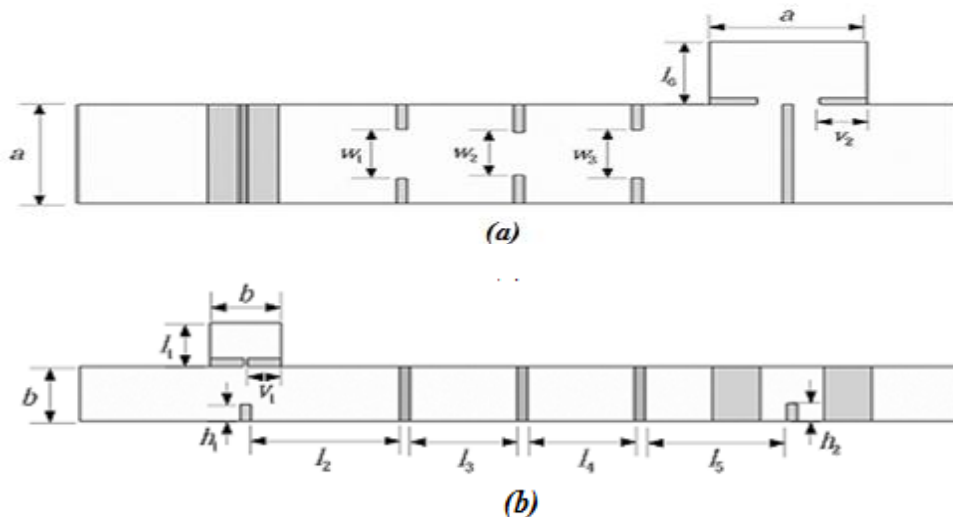 a
l₆
a
w₁
w₂
w₃
v₂
(a)
b
l₁
b
v₁
h₁
h₂
l₂
l₃
l₄
l₅
(b)